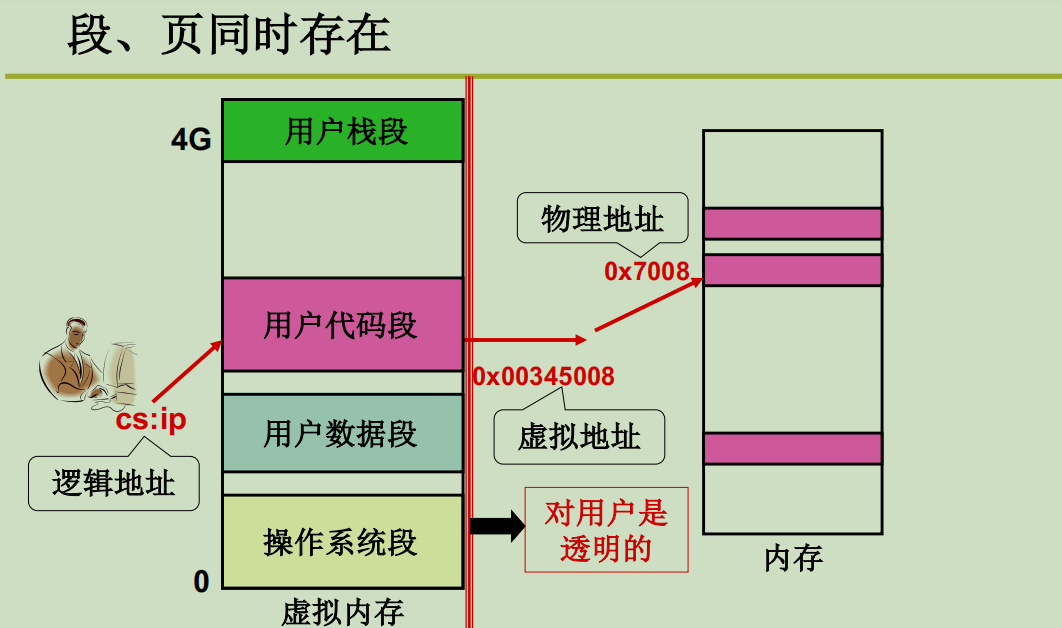 段、页同时存在
4G
用户栈段
物理地址
0x7008
用户代码段
0x00345008
cs:ip
用户数据段
虚拟地址
逻辑地址
对用户是
透明的
操作系统段
内存
0
虚拟内存